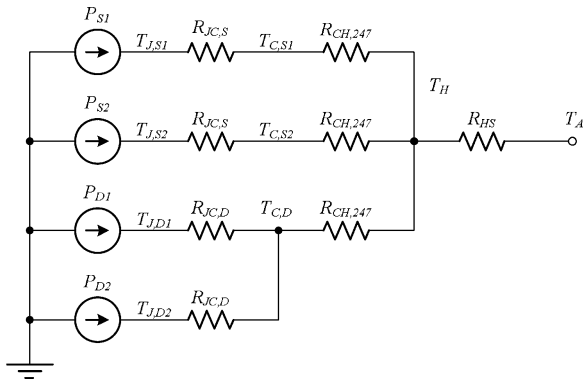 P_S1 T_J,S1 R_JC,S T_C,S1 R_CH,247
T_H
P_S2 T_J,S2 R_JC,S T_C,S2 R_CH,247 R_HS T_A
P_D1 T_J,D1 R_JC,D T_C,D R_CH,247
P_D2 T_J,D2 R_JC,D